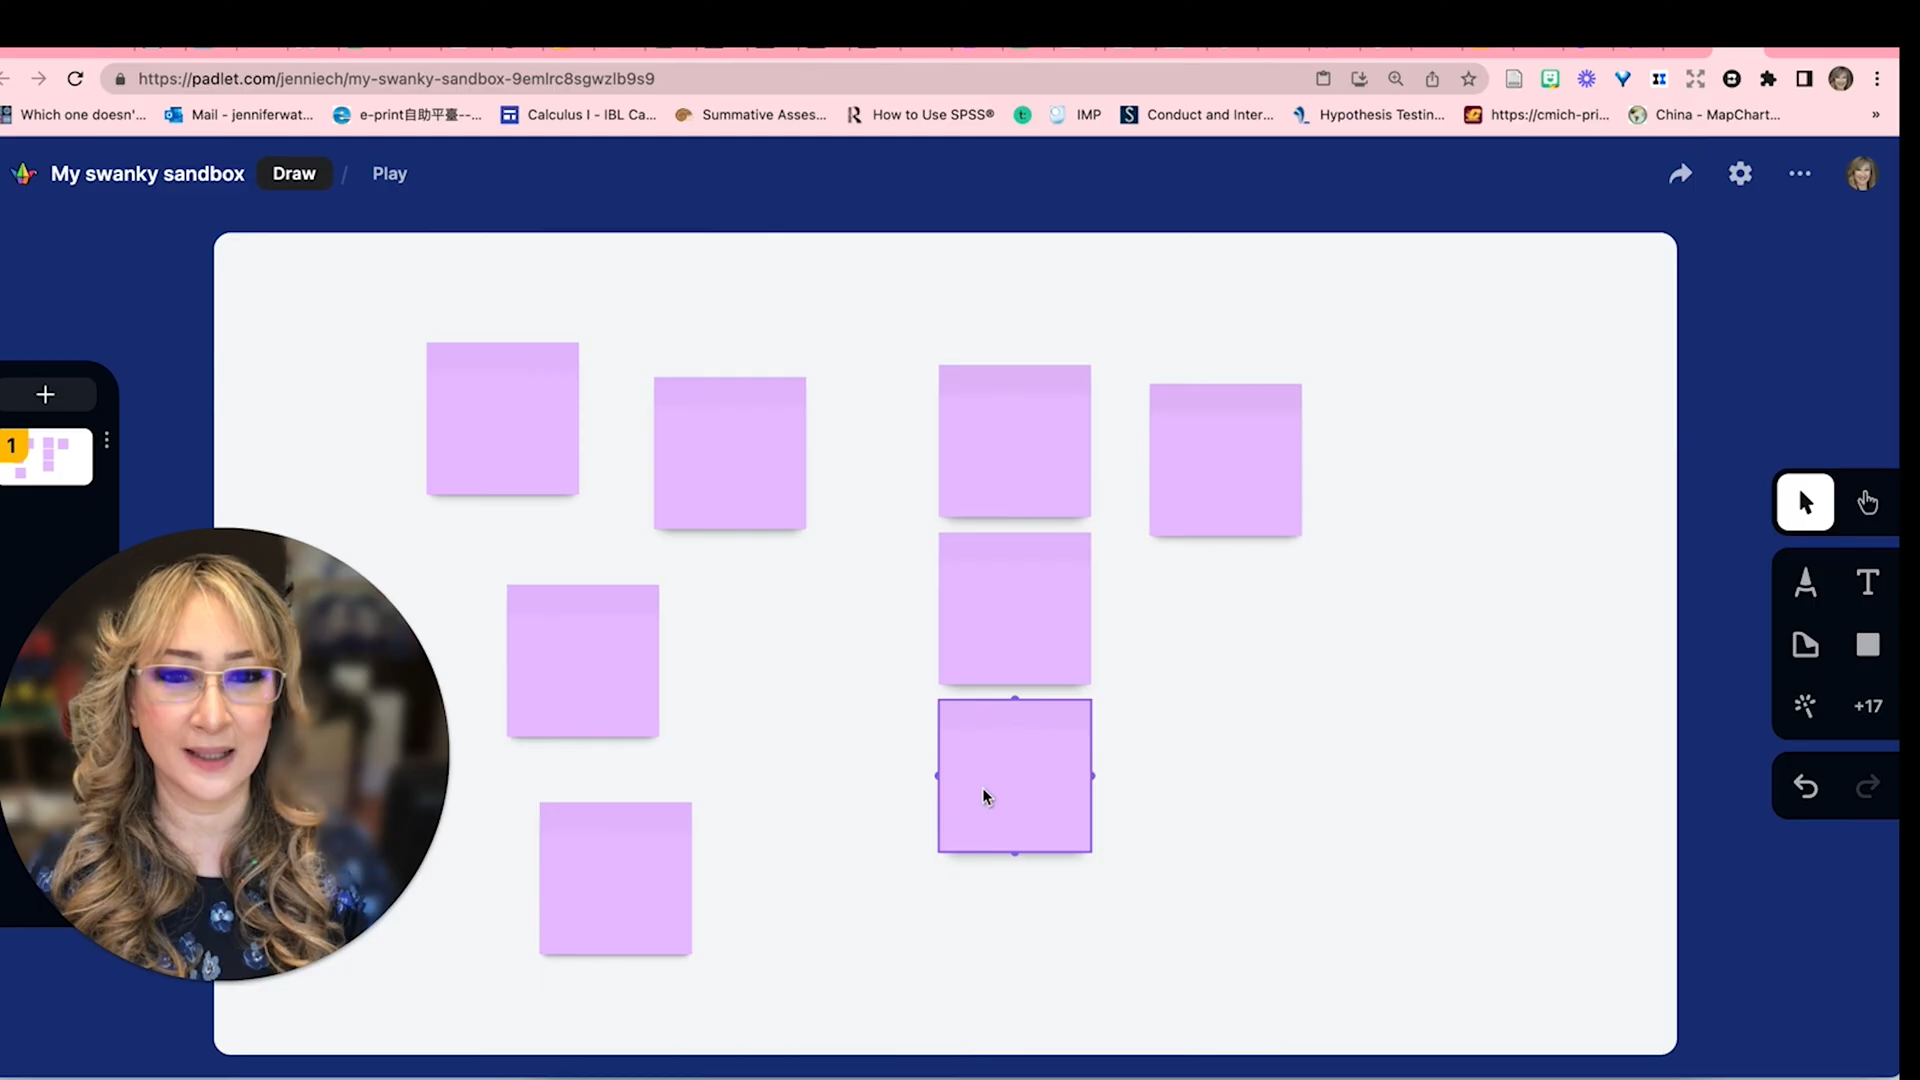 https://padlet.com/jenniech/my-swanky-sandbox-9emlrc8sgwzlb9s9
Which one doesn'... Mail - jenniferwat... e-print自助平臺--... Calculus I - IBL Ca... Summative Asses... How to Use SPSS® IMP Conduct and Inter... Hypothesis Testin... https://cmich-pri... China - MapChart... »
My swanky sandbox Draw / Play
1
T
+17